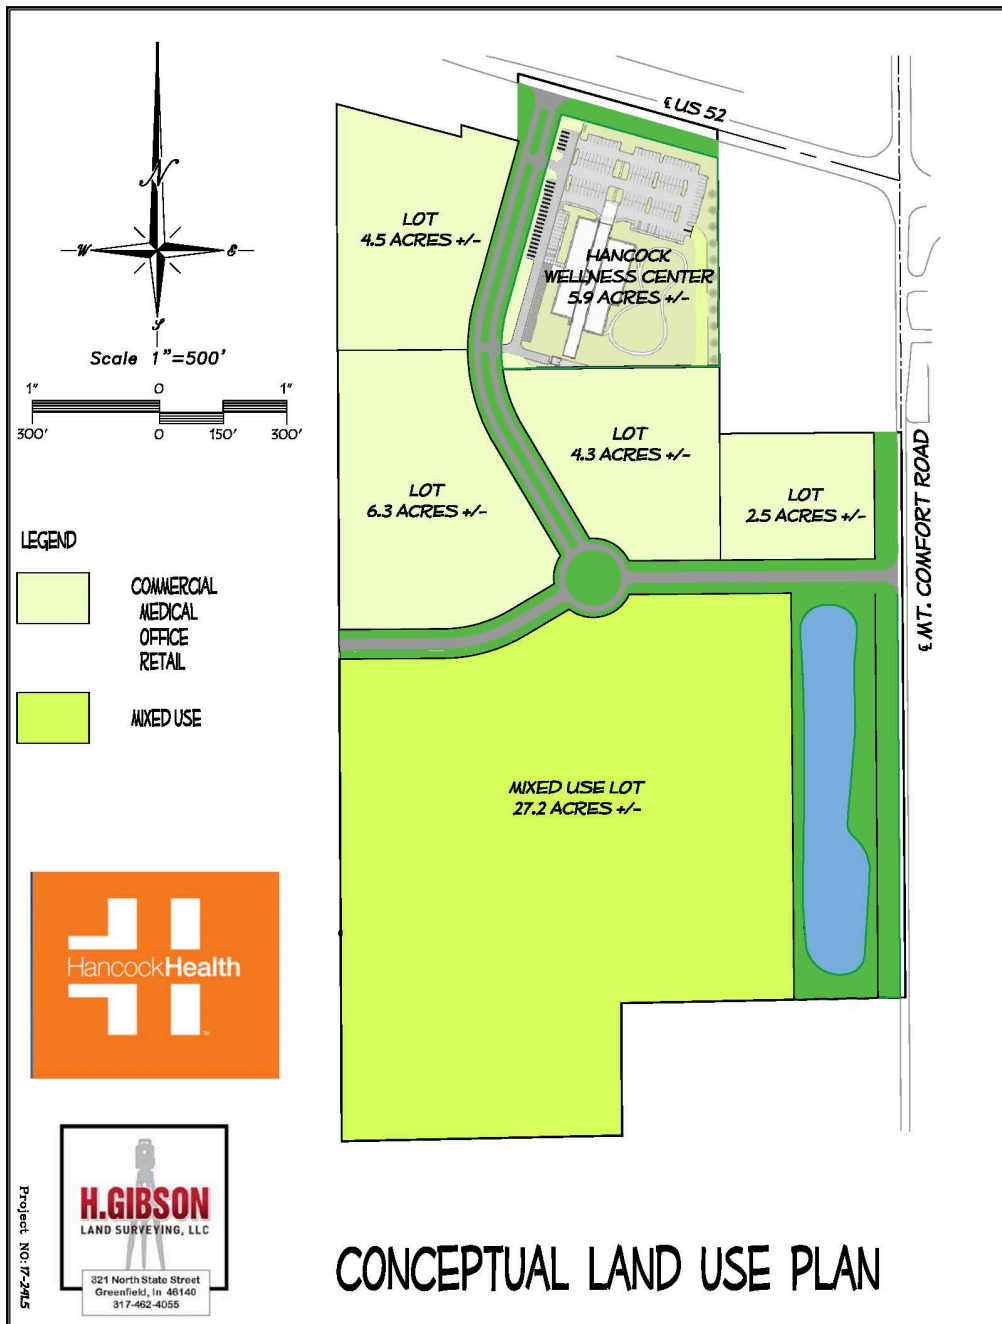 N
W
E
S
Scale 1"=500'
1" 0 1"
300' 0 150' 300'
LEGEND
COMMERCIAL
MEDICAL
OFFICE
RETAIL
MIXED USE
℄ US 52
LOT
4.5 ACRES +/-
HANCOCK
WELLNESS CENTER
5.9 ACRES +/-
LOT
4.3 ACRES +/-
LOT
6.3 ACRES +/-
LOT
2.5 ACRES +/-
℄ MT. COMFORT ROAD
MIXED USE LOT
27.2 ACRES +/-
HancockHealth
™
H.GIBSON
LAND SURVEYING, LLC
321 North State Street
Greenfield, In 46140
317-462-4055
Project NO: 17-24LS
CONCEPTUAL LAND USE PLAN